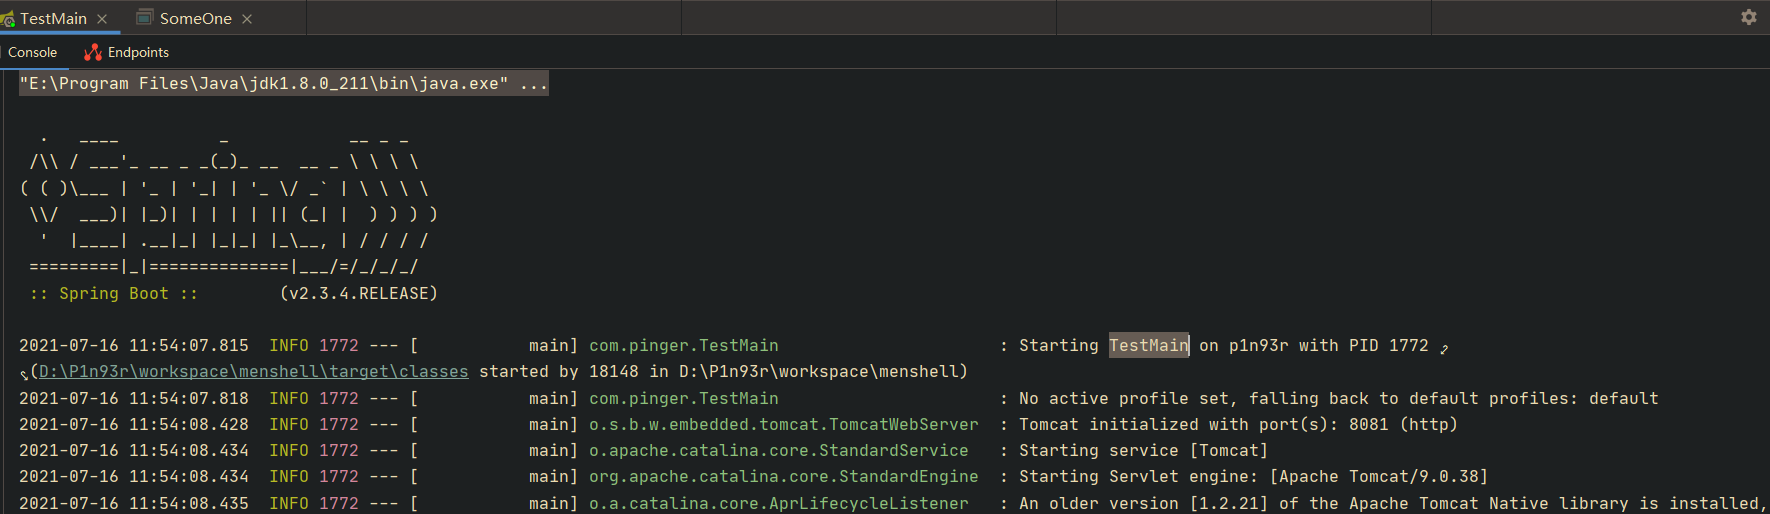 TestMain × SomeOne ×
Console Endpoints
"E:\Program Files\Java\jdk1.8.0_211\bin\java.exe" ...
  .   ____          _            __ _ _
 /\\ / ___'_ __ _ _(_)_ __  __ _ \ \ \ \
( ( )\___ | '_ | '_| | '_ \/ _` | \ \ \ \
 \\/  ___)| |_)| | | | | || (_| |  ) ) ) )
  '  |____| .__|_| |_|_| |_\__, | / / / /
 =========|_|==============|___/=/_/_/_/
 :: Spring Boot ::        (v2.3.4.RELEASE)
2021-07-16 11:54:07.815  INFO 1772 --- [           main] com.pinger.TestMain                      : Starting TestMain on p1n93r with PID 1772
(D:\P1n93r\workspace\menshell\target\classes started by 18148 in D:\P1n93r\workspace\menshell)
2021-07-16 11:54:07.818  INFO 1772 --- [           main] com.pinger.TestMain                      : No active profile set, falling back to default profiles: default
2021-07-16 11:54:08.428  INFO 1772 --- [           main] o.s.b.w.embedded.tomcat.TomcatWebServer  : Tomcat initialized with port(s): 8081 (http)
2021-07-16 11:54:08.434  INFO 1772 --- [           main] o.apache.catalina.core.StandardService   : Starting service [Tomcat]
2021-07-16 11:54:08.434  INFO 1772 --- [           main] org.apache.catalina.core.StandardEngine  : Starting Servlet engine: [Apache Tomcat/9.0.38]
2021-07-16 11:54:08.435  INFO 1772 --- [           main] o.a.catalina.core.AprLifecycleListener   : An older version [1.2.21] of the Apache Tomcat Native library is installed,